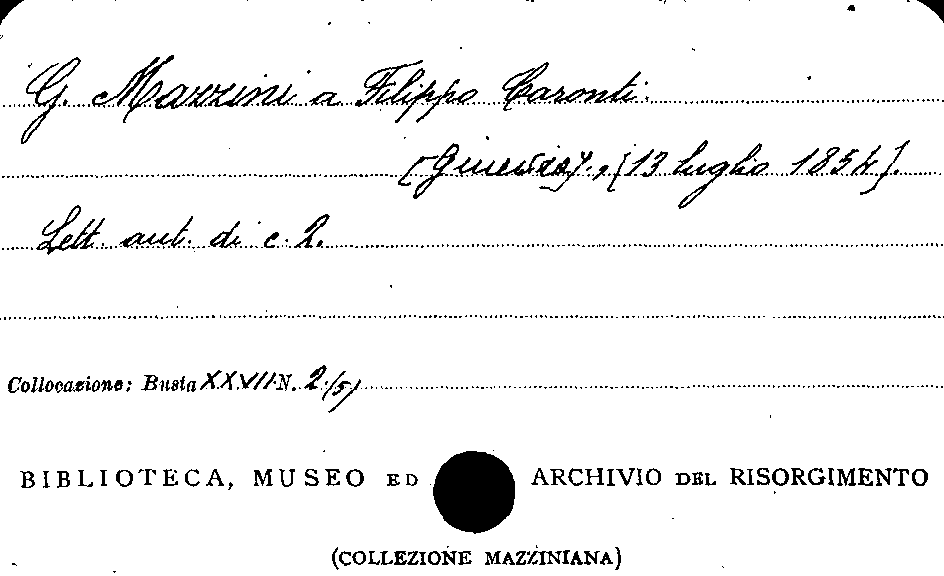 G. Mazzini a Filippo Caronti.
[Ginevra]., [13 luglio 1854].
Lett. aut. di c. 2.
Collocazione: Busta XXVII N. 2./5/
BIBLIOTECA, MUSEO ED ARCHIVIO DEL RISORGIMENTO
(COLLEZIONE MAZZINIANA)